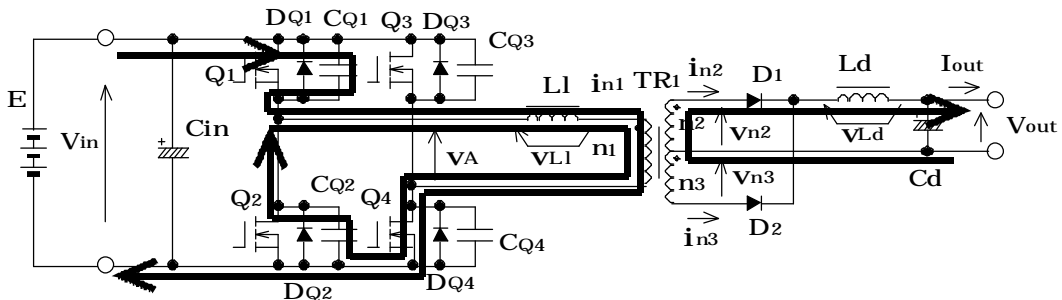 DQ1 CQ1 Q3 DQ3
CQ3
Q1
E
Vin
+
Cin
Ll
in1
TR1
in2
D1
Ld
Iout
n2
vn2
vLd
+
Vout
vA
vLl
n1
n3
vn3
Cd
Q2
CQ2
Q4
CQ4
in3
D2
DQ2
DQ4